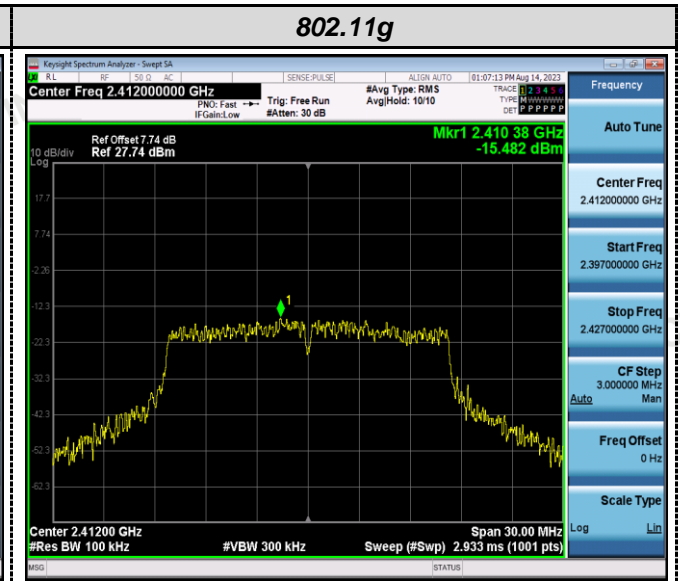 802.11g
Keysight Spectrum Analyzer - Swept SA
RL RF 50 Ω AC SENSE:PULSE ALIGN AUTO 01:07:13 PM Aug 14, 2023
Center Freq 2.412000000 GHz
PNO: Fast
IFGain:Low
Trig: Free Run
#Atten: 30 dB
#Avg Type: RMS
Avg|Hold: 10/10
TRACE 1 2 3 4 5 6
TYPE MWWWWW
DET P P P P P P
Frequency
Ref Offset 7.74 dB
10 dB/div Ref 27.74 dBm
Log
Mkr1 2.410 38 GHz
-15.482 dBm
17.7
7.74
-2.26
-12.3
-22.3
-32.3
-42.3
-52.3
-62.3
1
Center 2.41200 GHz Span 30.00 MHz
#Res BW 100 kHz #VBW 300 kHz Sweep (#Swp) 2.933 ms (1001 pts)
MSG STATUS
Auto Tune
Center Freq
2.412000000 GHz
Start Freq
2.397000000 GHz
Stop Freq
2.427000000 GHz
CF Step
3.000000 MHz
Auto Man
Freq Offset
0 Hz
Scale Type
Log Lin